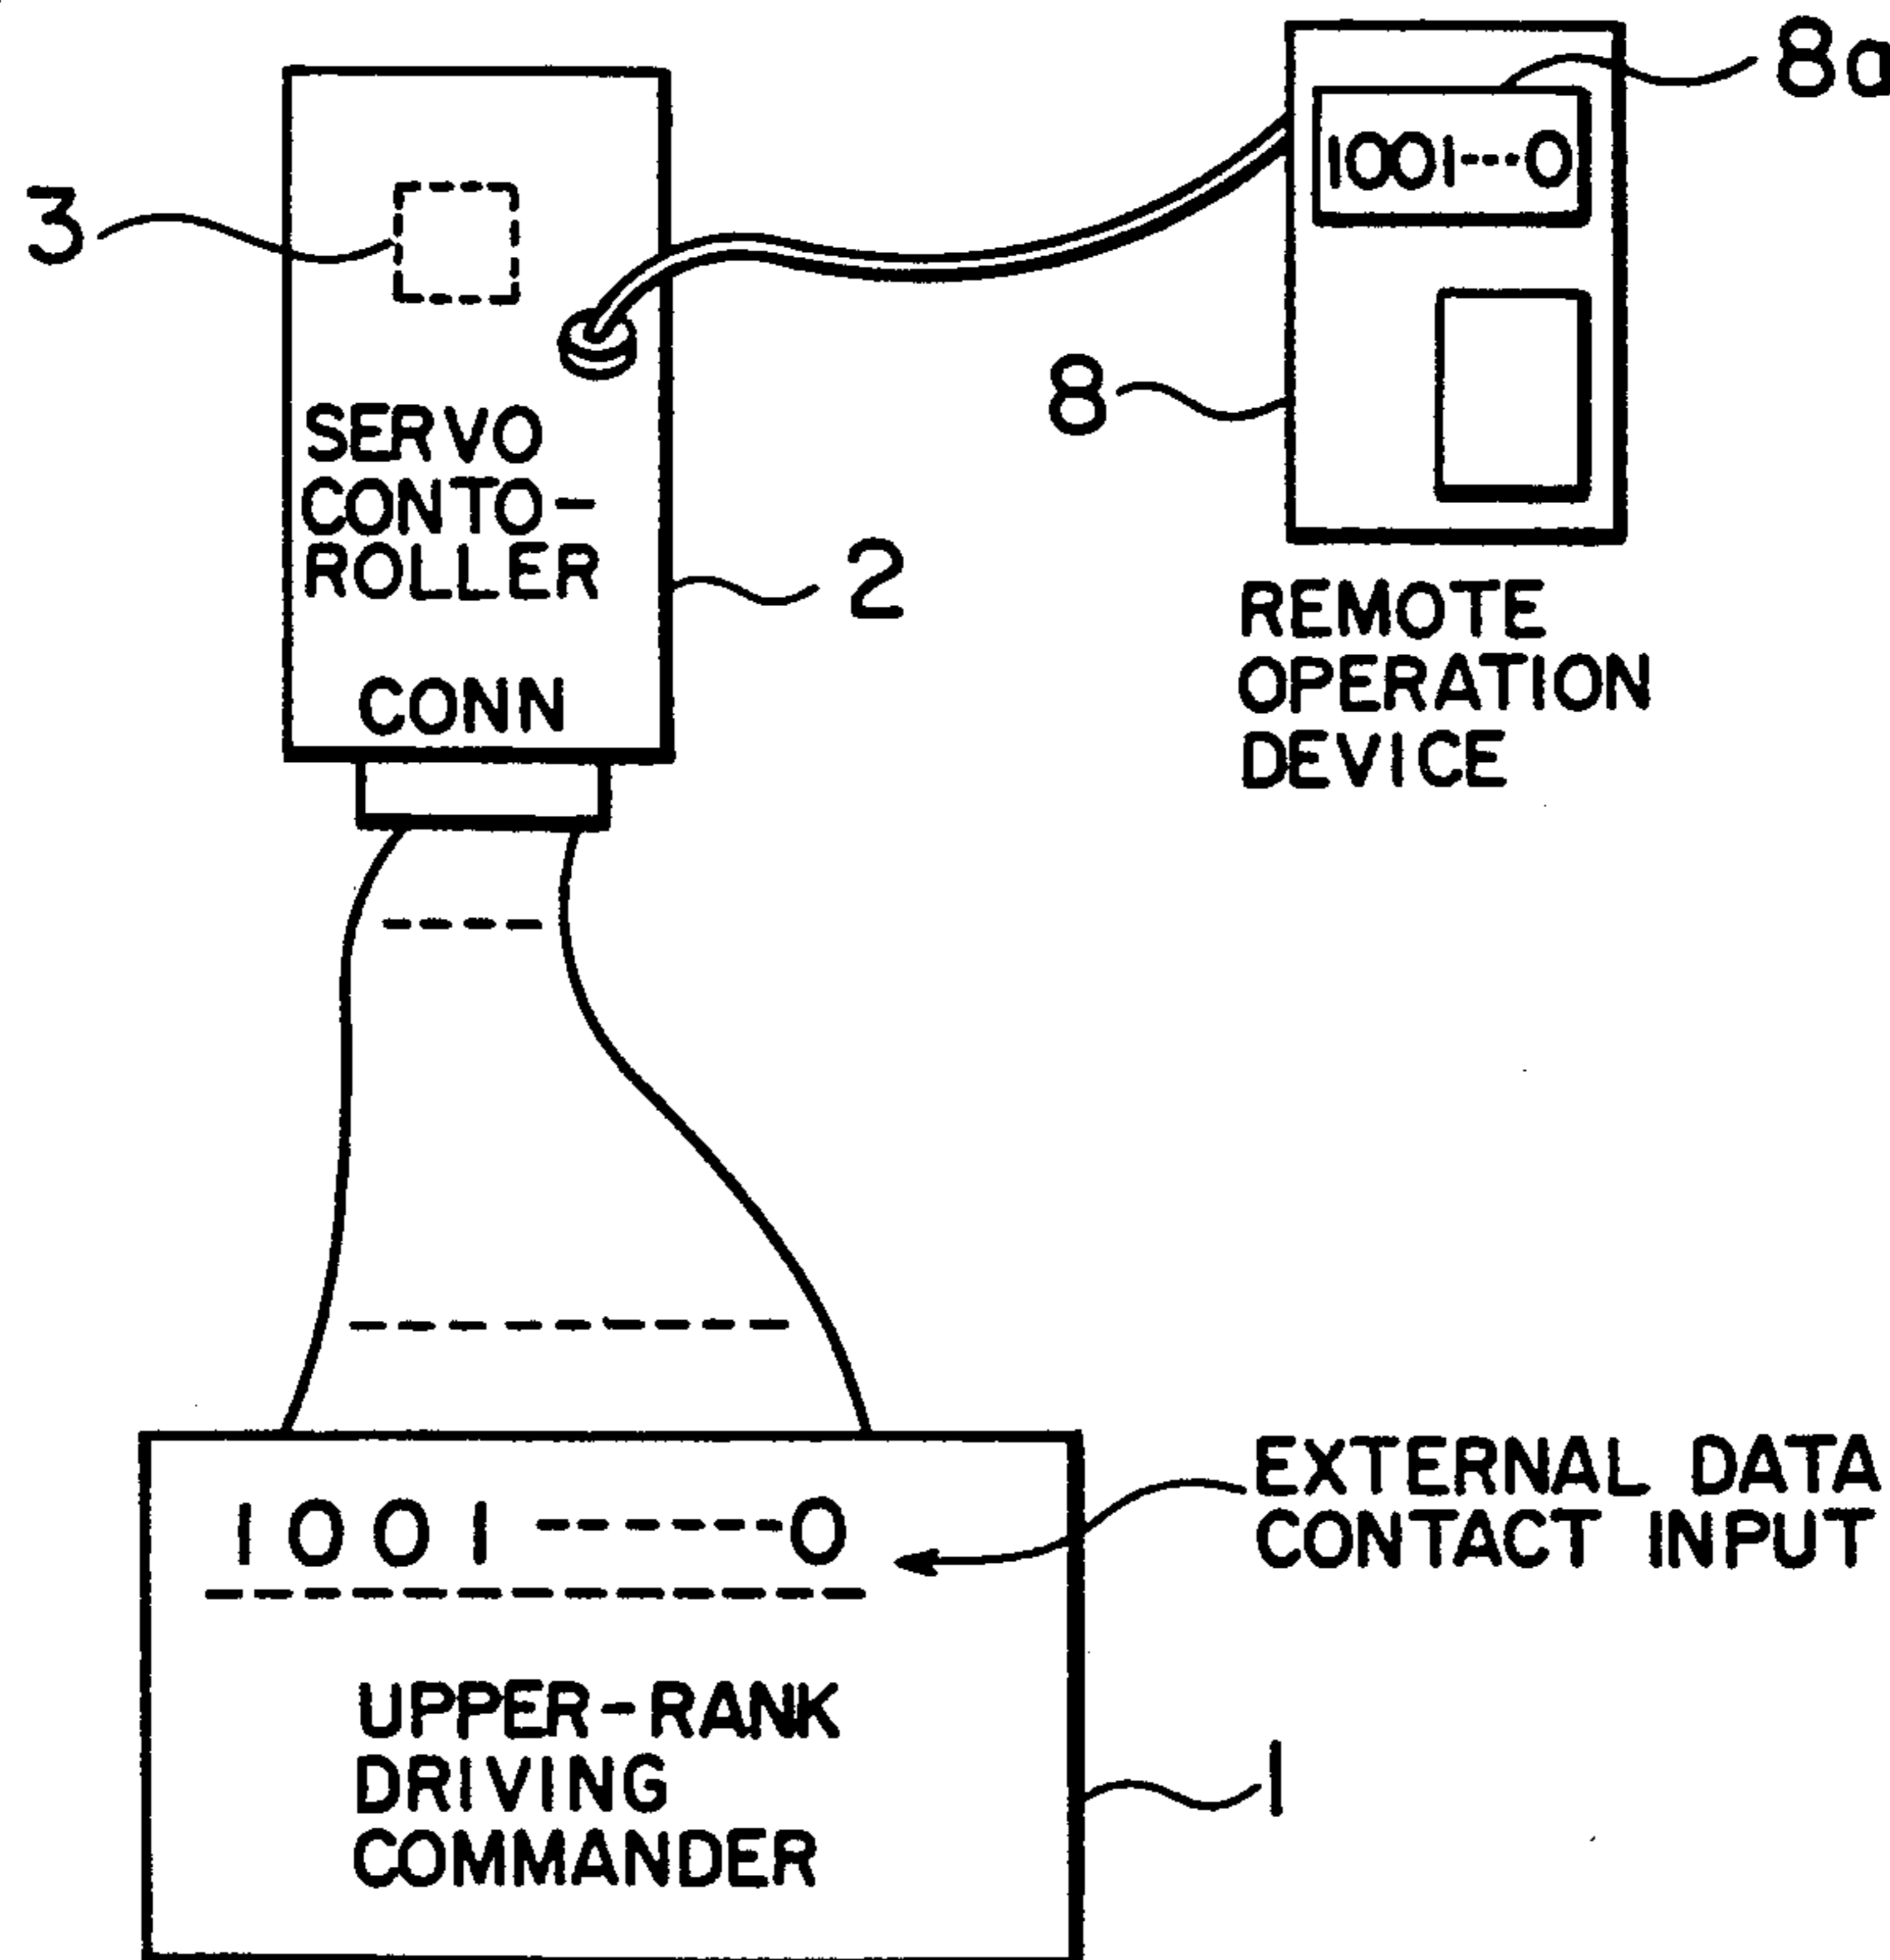 8a
1001---0
3
8
SERVO
CONTO-
ROLLER
2
CONN
REMOTE
OPERATION
DEVICE
1001 ------0
EXTERNAL DATA
CONTACT INPUT
UPPER-RANK
DRIVING
COMMANDER
1